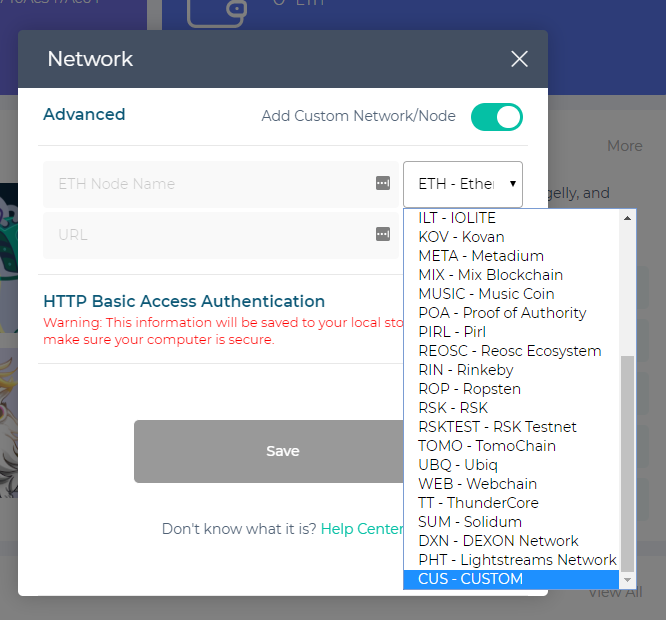 ETH
Network
Advanced
Add Custom Network/Node
More
ETH Node Name
ETH - Ether
gelly, and
URL
ILT - IOLITE
KOV - Kovan
META - Metadium
MIX - Mix Blockchain
MUSIC - Music Coin
POA - Proof of Authority
PIRL - Pirl
REOSC - Reosc Ecosystem
RIN - Rinkeby
ROP - Ropsten
RSK - RSK
RSKTEST - RSK Testnet
TOMO - TomoChain
UBQ - Ubiq
WEB - Webchain
TT - ThunderCore
SUM - Solidum
DXN - DEXON Network
PHT - Lightstreams Network
CUS - CUSTOM
HTTP Basic Access Authentication
Warning: This information will be saved to your local sto
make sure your computer is secure.
Save
Don't know what it is? Help Center
View All